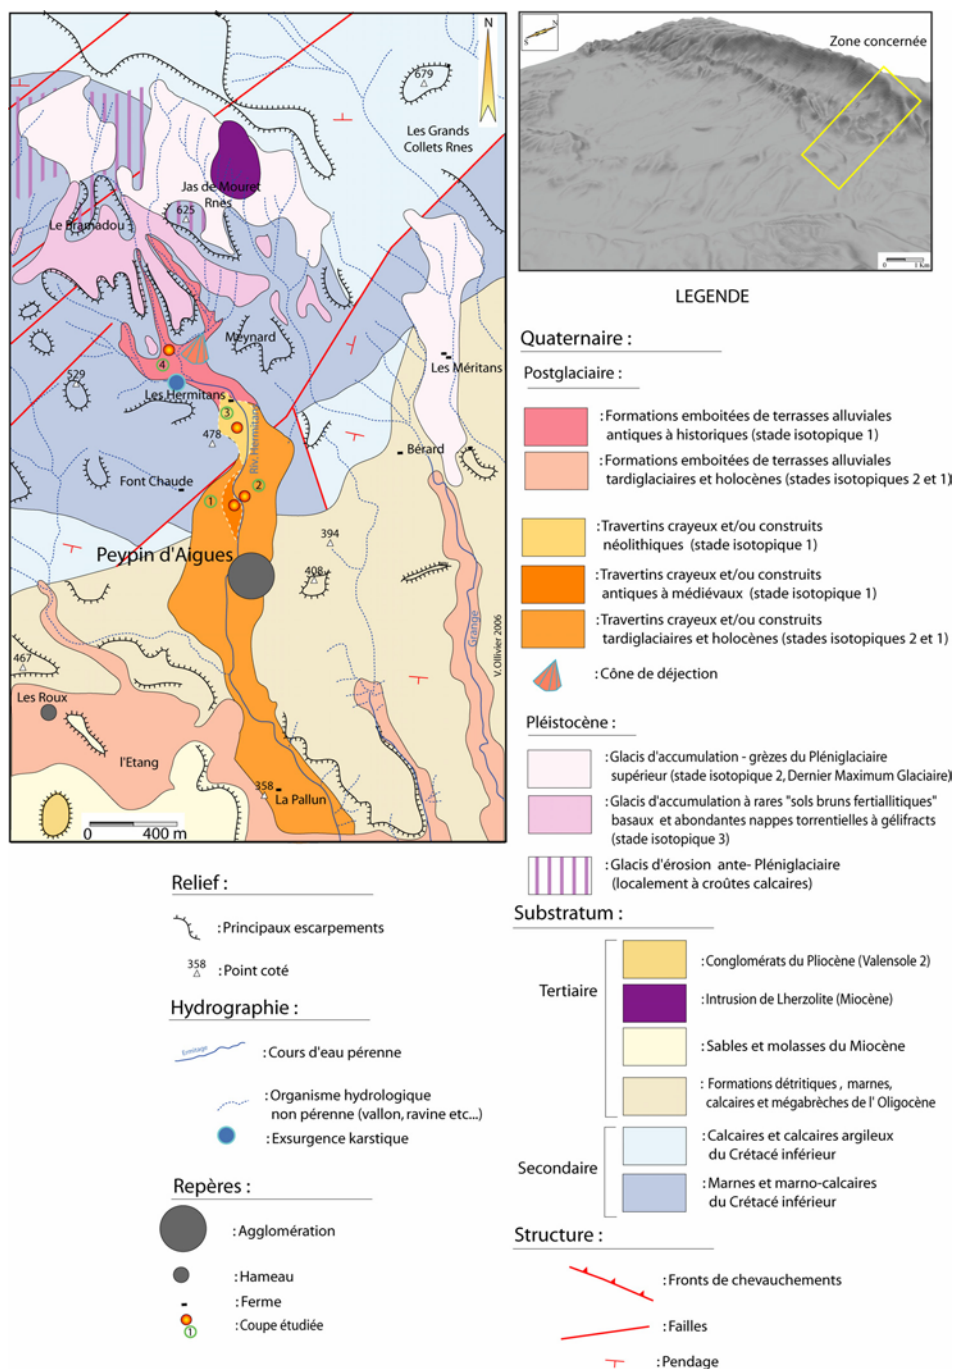 N
679
Les Grands
Collets Rnes
Jas de Mouret
Rnes
625
Le Bramadou
Meynard
4
529
Les Hermitans
3
478
Riv. Hermitans
Les Méritans
Bérard
Font Chaude
1
2
Peypin d'Aigues
394
408
Grange
V. Ollivier 2006
467
Les Roux
l'Etang
358
La Pallun
0 400 m
N
S
Zone concernée
0 1 Km
LEGENDE
Quaternaire :
Postglaciaire :
: Formations emboitées de terrasses alluviales
antiques à historiques (stade isotopique 1)
: Formations emboitées de terrasses alluviales
tardiglaciaires et holocènes (stades isotopiques 2 et 1)
: Travertins crayeux et/ou construits
néolithiques (stade isotopique 1)
: Travertins crayeux et/ou construits
antiques à médiévaux (stade isotopique 1)
: Travertins crayeux et/ou construits
tardiglaciaires et holocènes (stades isotopiques 2 et 1)
: Cône de déjection
Pléistocène :
: Glacis d'accumulation - grèzes du Pléniglaciaire
supérieur (stade isotopique 2, Dernier Maximum Glaciaire)
: Glacis d'accumulation à rares "sols bruns fertiallitiques"
basaux et abondantes nappes torrentielles à gélifracts
(stade isotopique 3)
: Glacis d'érosion ante- Pléniglaciaire
(localement à croûtes calcaires)
Substratum :
Tertiaire
: Conglomérats du Pliocène (Valensole 2)
: Intrusion de Lherzolite (Miocène)
: Sables et molasses du Miocène
: Formations détritiques , marnes,
calcaires et mégabrèches de l' Oligocène
Secondaire
: Calcaires et calcaires argileux
du Crétacé inférieur
: Marnes et marno-calcaires
du Crétacé inférieur
Structure :
: Fronts de chevauchements
: Failles
: Pendage
Relief :
: Principaux escarpements
358
: Point coté
Hydrographie :
Ermitage
: Cours d'eau pérenne
: Organisme hydrologique
non pérenne (vallon, ravine etc...)
: Exsurgence karstique
Repères :
: Agglomération
: Hameau
: Ferme
1
: Coupe étudiée